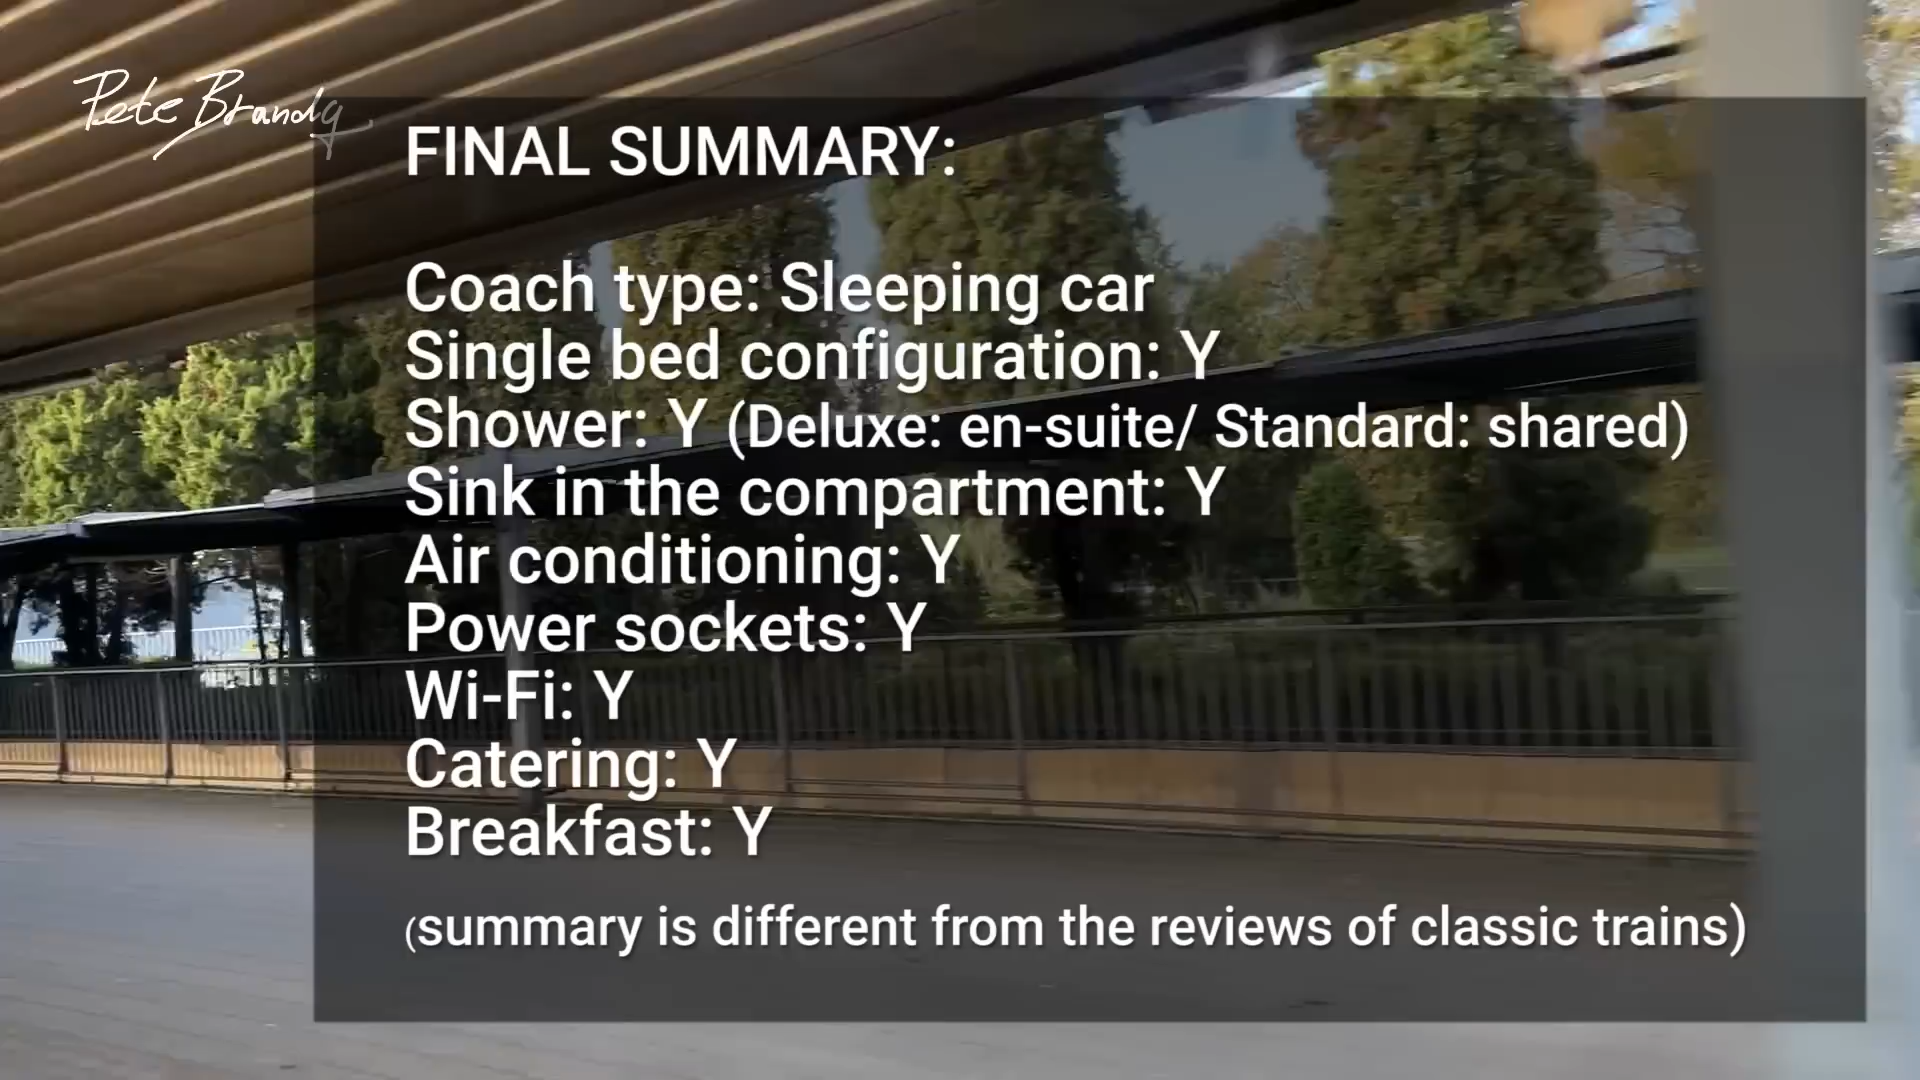 Pete Brandy
FINAL SUMMARY:
Coach type: Sleeping car
Single bed configuration: Y
Shower: Y (Deluxe: en-suite/ Standard: shared)
Sink in the compartment: Y
Air conditioning: Y
Power sockets: Y
Wi-Fi: Y
Catering: Y
Breakfast: Y
(summary is different from the reviews of classic trains)